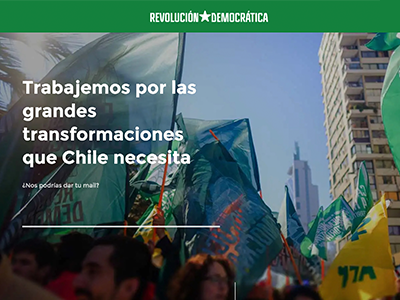 REVOLUCIÓN★DEMOCRÁTICA
Trabajemos por las
grandes
transformaciones
que Chile necesita
¿Nos podrías dar tu mail?